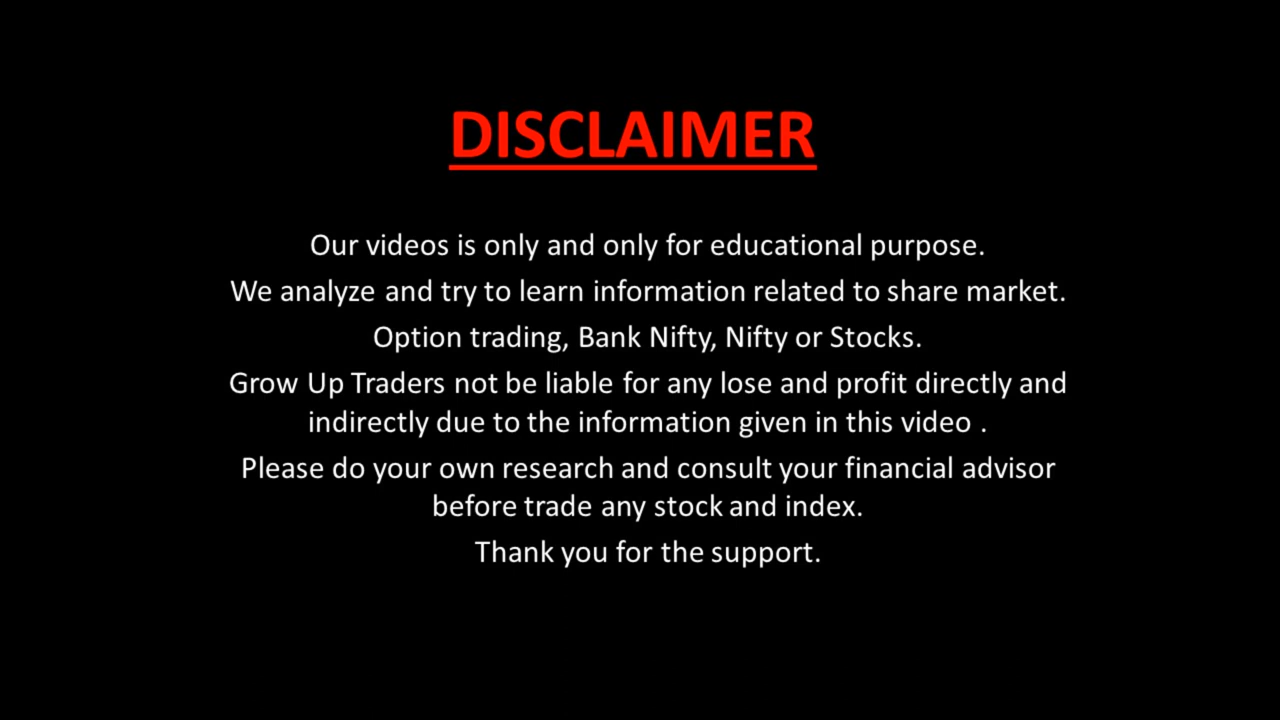 DISCLAIMER
Our videos is only and only for educational purpose.
We analyze and try to learn information related to share market.
Option trading, Bank Nifty, Nifty or Stocks.
Grow Up Traders not be liable for any lose and profit directly and
indirectly due to the information given in this video .
Please do your own research and consult your financial advisor
before trade any stock and index.
Thank you for the support.